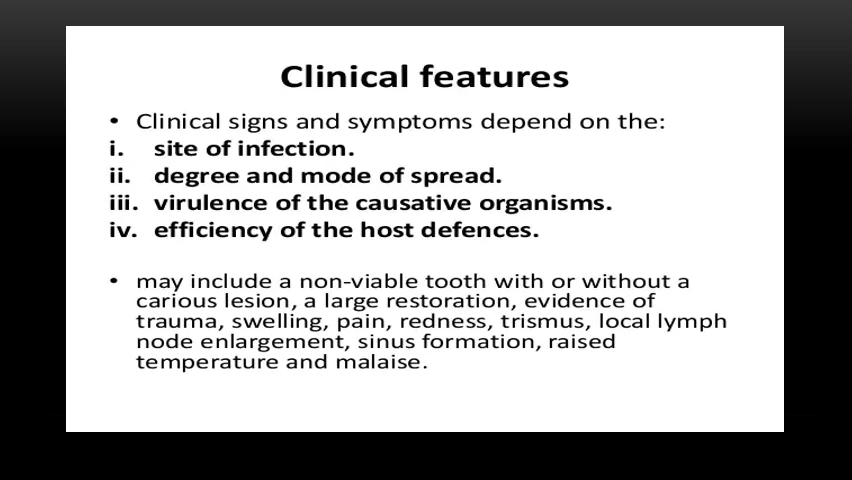 Clinical features
• Clinical signs and symptoms depend on the:
i. site of infection.
ii. degree and mode of spread.
iii. virulence of the causative organisms.
iv. efficiency of the host defences.
• may include a non-viable tooth with or without a
carious lesion, a large restoration, evidence of
trauma, swelling, pain, redness, trismus, local lymph
node enlargement, sinus formation, raised
temperature and malaise.